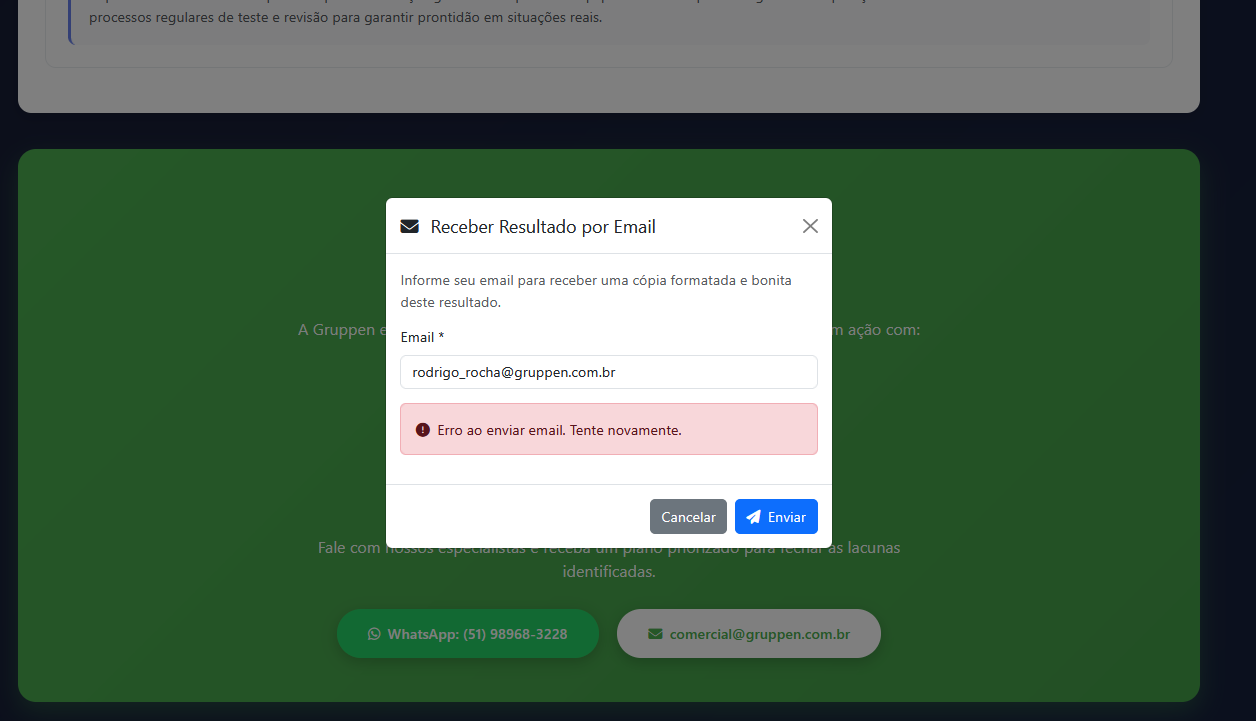 processos regulares de teste e revisão para garantir prontidão em situações reais.
Receber Resultado por Email
Informe seu email para receber uma cópia formatada e bonita
deste resultado.
A Gruppen e
m ação com:
Email *
rodrigo_rocha@gruppen.com.br
Erro ao enviar email. Tente novamente.
Cancelar
Enviar
Fale com nossos especialistas e receba um plano priorizado para fechar as lacunas
identificadas.
WhatsApp: (51) 98968-3228
comercial@gruppen.com.br